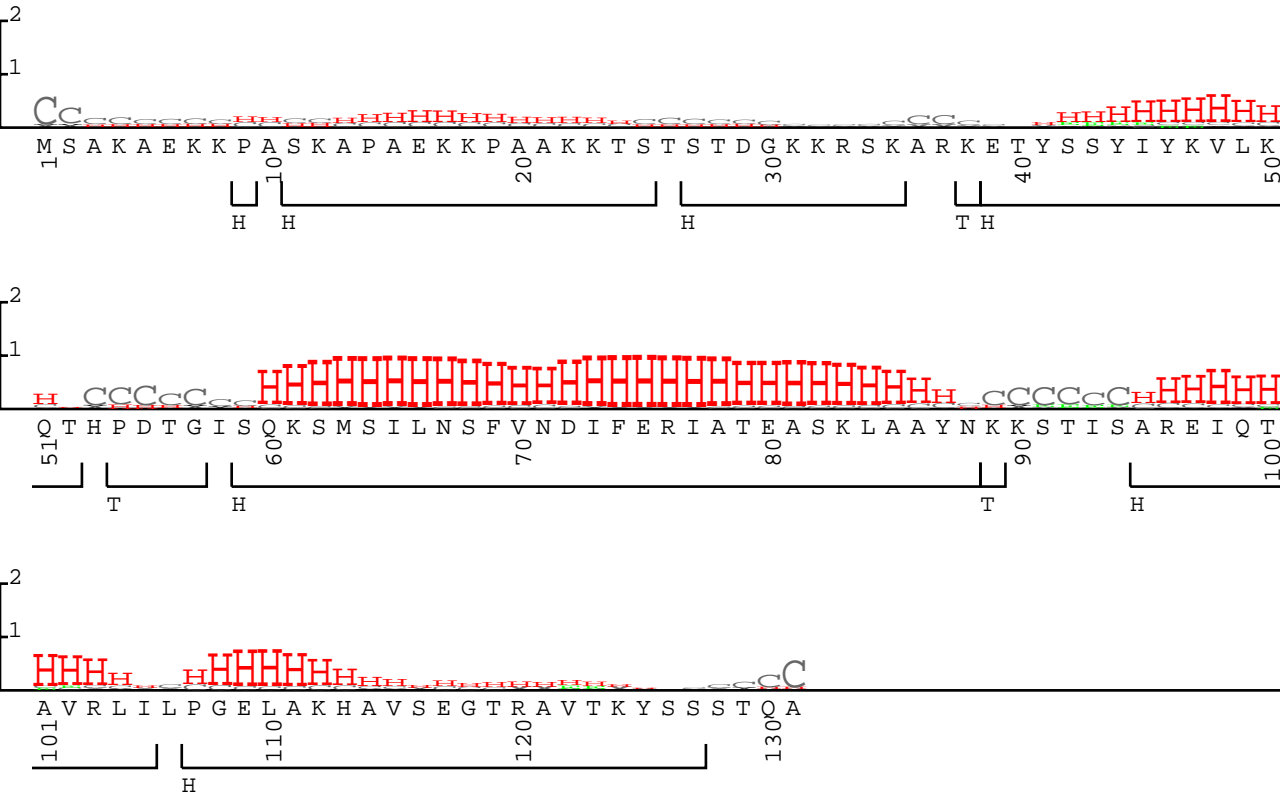 2
1
C C C C C C C C H H C C H H H H H H H H H H H H C C C C C C C C C C H H H H H H H H H
M S A K A E K K P A S K A P A E K K P A A K K T S T S T D G K K R S K A R K E T Y S S Y I Y K V L K
1 10 20 30 40 50
H H H T H
2
1
H C C C C C C C H H H H H H H H H H H H H H H H H H H H H H H H H H H H C C C C C C H H H H H H
Q T H P D T G I S Q K S M S I L N S F V N D I F E R I A T E A S K L A A Y N K K S T I S A R E I Q T
51 60 70 80 90 100
T H T H
2
1
H H H H H C H H H H H H H H H H H H H H H H C C C C
A V R L I L P G E L A K H A V S E G T R A V T K Y S S S T Q A
101 110 120 130
H